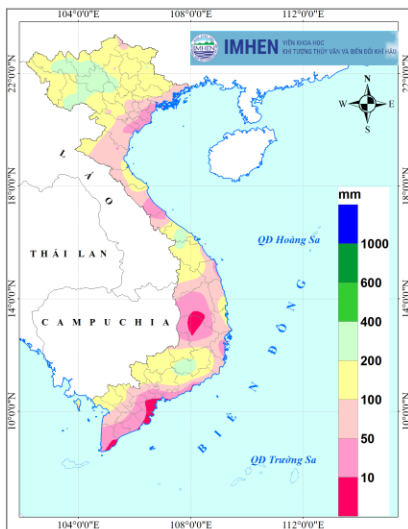 104°0'0"E 108°0'0"E 112°0'0"E
IMHEN
VIỆN KHOA HỌC
KHÍ TƯỢNG THỦY VĂN VÀ BIẾN ĐỔI KHÍ HẬU
22°0'0"N
22°0'0"N
N
W E
S
LÀO
18°0'0"N
18°0'0"N
mm
QĐ Hoàng Sa
1000
THÁI LAN
600
14°0'0"N
14°0'0"N
CAMPUCHIA
400
200
BIỂN ĐÔNG
100
10°0'0"N
10°0'0"N
50
QĐ Trường Sa
10
104°0'0"E 108°0'0"E 112°0'0"E